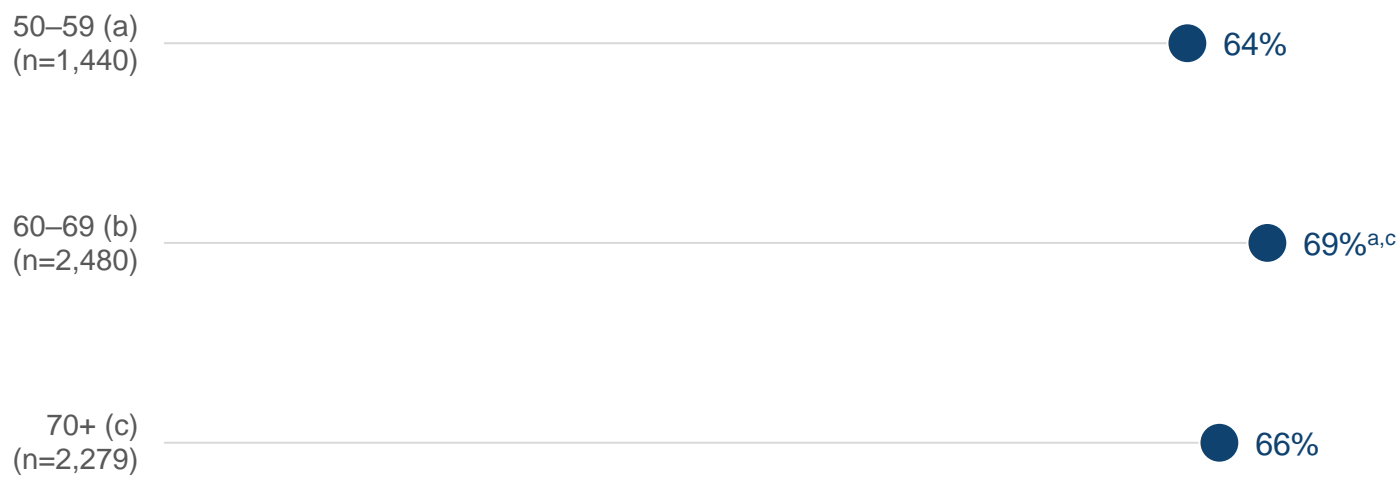 50–59 (a)
(n=1,440)
64%
60–69 (b)
(n=2,480)
69%a,c
70+ (c)
(n=2,279)
66%